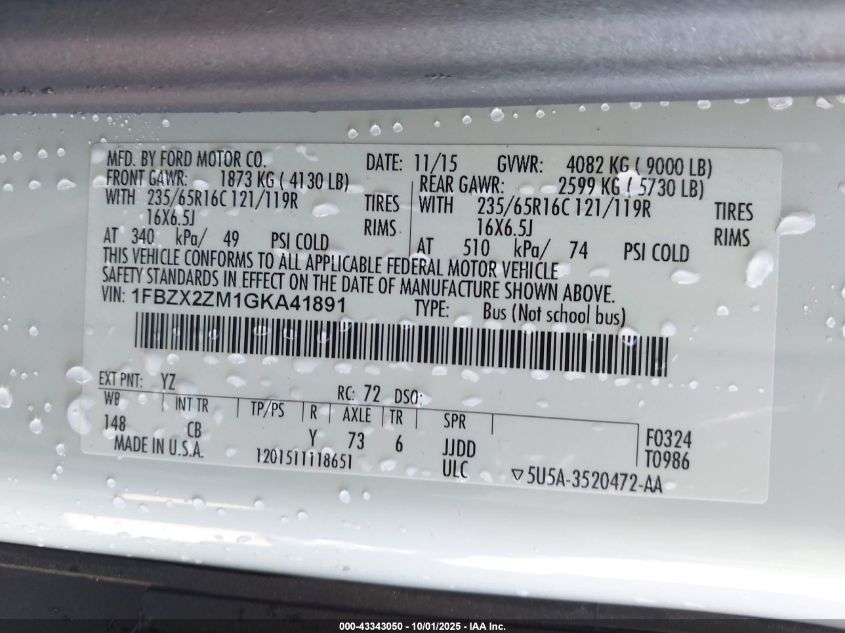 MFD. BY FORD MOTOR CO. DATE: 11/15 GVWR: 4082 KG ( 9000 LB)
FRONT GAWR: 1873 KG ( 4130 LB) REAR GAWR: 2599 KG ( 5730 LB)
WITH 235/65R16C 121/119R TIRES WITH 235/65R16C 121/119R TIRES
16X6.5J RIMS 16X6.5J RIMS
AT 340 kPa/ 49 PSI COLD AT 510 kPa/ 74 PSI COLD
THIS VEHICLE CONFORMS TO ALL APPLICABLE FEDERAL MOTOR VEHICLE
SAFETY STANDARDS IN EFFECT ON THE DATE OF MANUFACTURE SHOWN ABOVE.
VIN: 1FBZX2ZM1GKA41891 TYPE: Bus (Not school bus)
EXT PNT: YZ RC: 72 DSO:
WB INT TR TP/PS R AXLE TR SPR
148 CB Y 73 6 JJDD F0324
MADE IN U.S.A. 1201511118651 ULC ▽5U5A-3520472-AA T0986
000-43343050 - 10/01/2025 - IAA Inc.